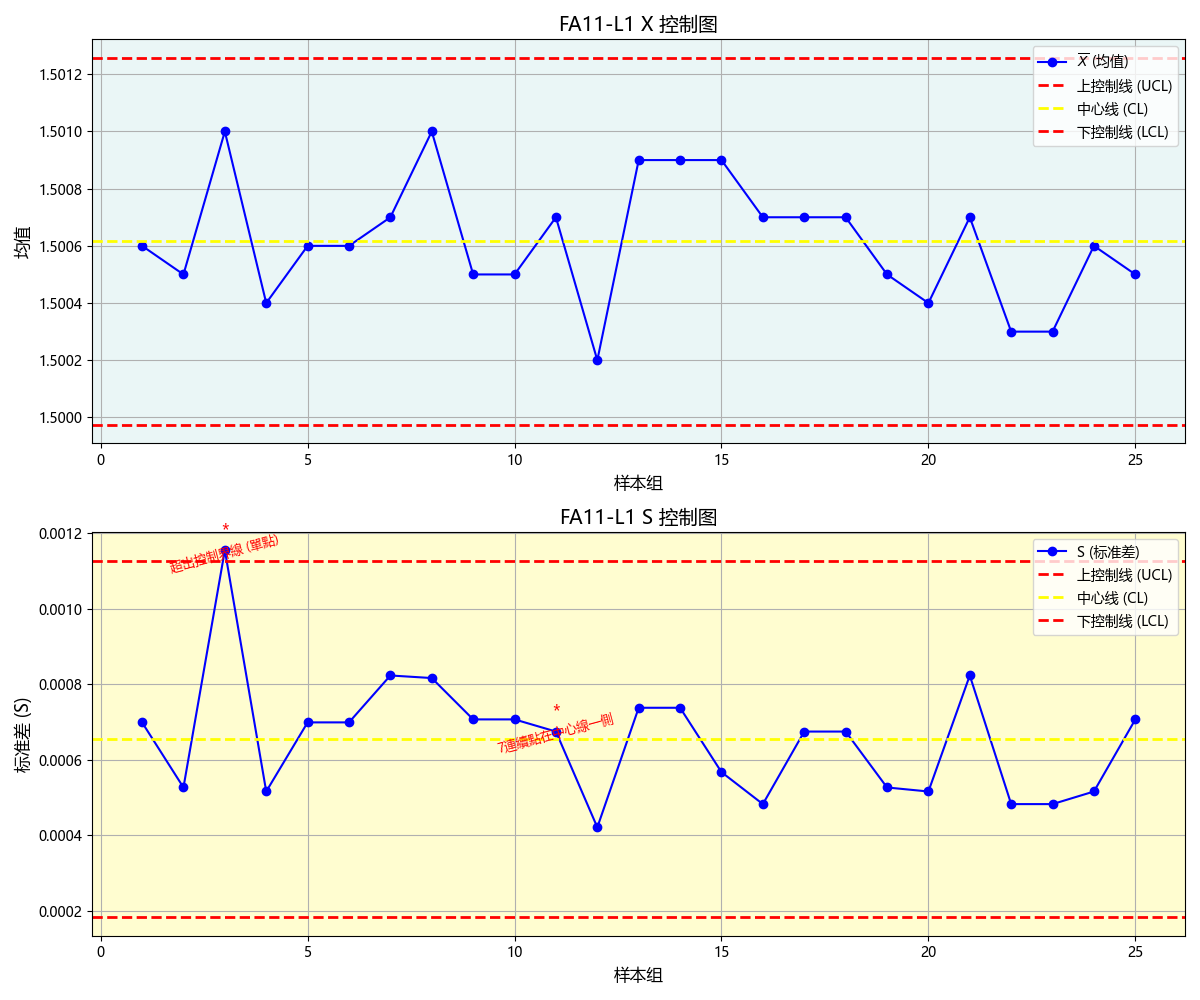 FA11-L1 X 控制图
1.5012
1.5010
1.5008
1.5006
1.5004
1.5002
1.5000
均值
X (均值)
上控制线 (UCL)
中心线 (CL)
下控制线 (LCL)
0 5 10 15 20 25
样本组
FA11-L1 S 控制图
0.0012
0.0010
0.0008
0.0006
0.0004
0.0002
标准差 (S)
*
超出控制界線 (單點)
*
7連續點在中心線一側
S (标准差)
上控制线 (UCL)
中心线 (CL)
下控制线 (LCL)
0 5 10 15 20 25
样本组